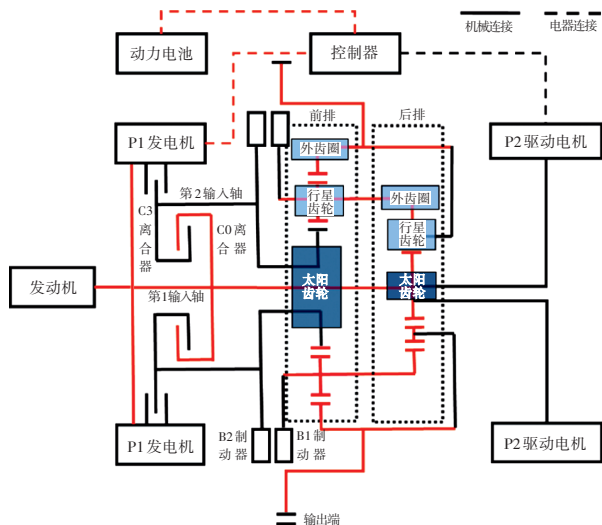 机械连接
电器连接
动力电池
控制器
前排
后排
P1发电机
P2驱动电机
外齿圈
第2输入轴
行星
齿轮
外齿圈
C3离合器
C0离合器
行星
齿轮
发动机
太阳
齿轮
太阳
齿轮
第1输入轴
P1发电机
B2制
动器
B1制
动器
P2驱动电机
输出端